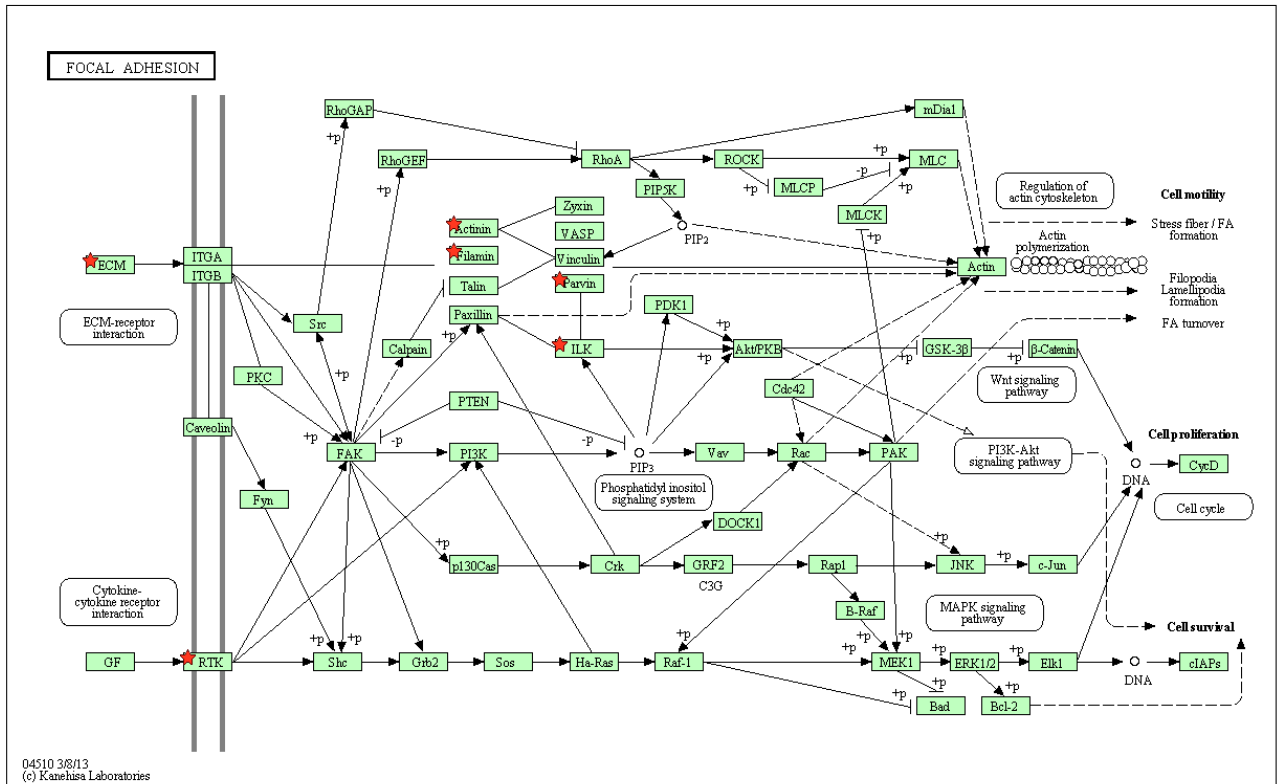 FOCAL ADHESION
RhoGAP
mDia1
+p
RhoGEF
RhoA
ROCK
+p
MLC
+p
PIP5K
+p
MLCP
-p
+p
Regulation of
actin cytoskeleton
Cell motility
Zyxin
MLCK
Actinin
PIP2
+p
Stress fiber / FA
formation
VASP
Actin
polymerization
ECM
ITGA
ITGB
Filamin
Vinculin
Actin
Talin
Parvin
Filopodia
Lamellipodia
formation
ECM-receptor
interaction
Src
Paxillin
PDK1
FA turnover
+p
+p
Calpain
ILK
+p
Akt/PKB
+p
GSK-3β
+p
β-Catenin
PKC
+p
Cdc42
Wnt signaling
pathway
PTEN
Caveolin
+p
-p
-p
Cell proliferation
FAK
PI3K
PIP3
Vav
Rac
PAK
PI3K-Akt
signaling pathway
DNA
CycD
Fyn
Phosphatidyl inositol
signaling system
Cell cycle
DOCK1
+p
+p
+p
p130Cas
Crk
GRF2
C3G
Rap1
JNK
c-Jun
Cytokine-
cytokine receptor
interaction
B-Raf
MAPK signaling
pathway
+p
Cell survival
+p
+p
+p
+p
+p
+p
+p
GF
RTK
Shc
Grb2
Sos
Ha-Ras
Raf-1
MEK1
ERK1/2
Elk1
DNA
cIAPs
+p
+p
Bad
Bcl-2
04510 3/8/13
(c) Kanehisa Laboratories